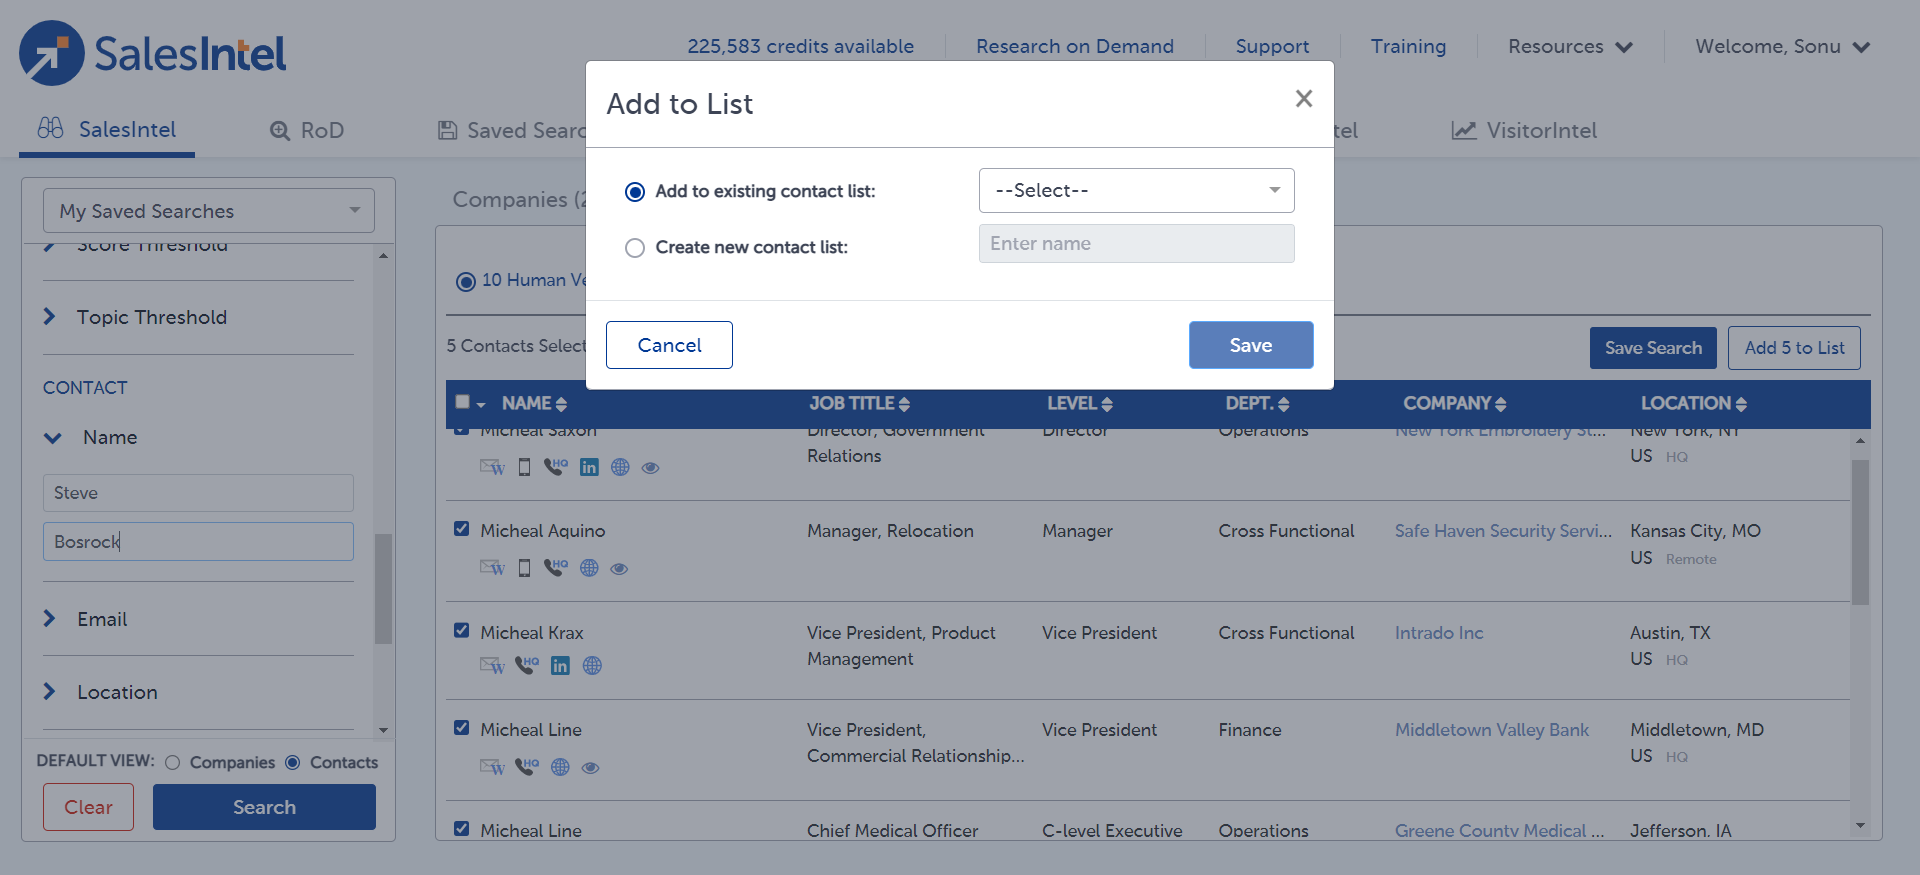 SalesIntel
225,583 credits available
Research on Demand
Support
Training
Resources
Welcome, Sonu
SalesIntel
RoD
Saved Searc
tel
VisitorIntel
Add to List
Add to existing contact list:
--Select--
Create new contact list:
Enter name
Cancel
Save
My Saved Searches
Score Threshold
Topic Threshold
CONTACT
Name
Steve
Bosrock
Email
Location
DEFAULT VIEW: Companies Contacts
Clear
Search
Companies (2
10 Human Ve
5 Contacts Select
Save Search
Add 5 to List
NAME JOB TITLE LEVEL DEPT. COMPANY LOCATION
Micheal Saxon Director, Government Director Operations New York Embroidery St... New York, NY
Relations US HQ
W HQ in
Micheal Aquino Manager, Relocation Manager Cross Functional Safe Haven Security Servi... Kansas City, MO
US Remote
W HQ
Micheal Krax Vice President, Product Vice President Cross Functional Intrado Inc Austin, TX
Management US HQ
W HQ in
Micheal Line Vice President, Vice President Finance Middletown Valley Bank Middletown, MD
Commercial Relationship... US HQ
W HQ
Micheal Line Chief Medical Officer C-level Executive Operations Greene County Medical ... Jefferson, IA